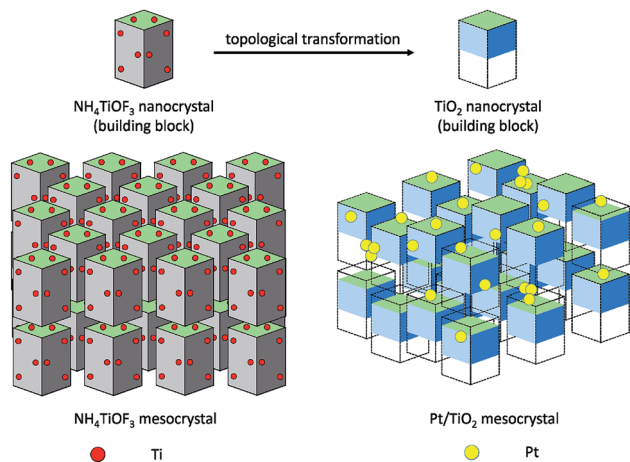 topological transformation
NH₄TiOF₃ nanocrystal
(building block)
TiO₂ nanocrystal
(building block)
NH₄TiOF₃ mesocrystal
Pt/TiO₂ mesocrystal
Ti
Pt